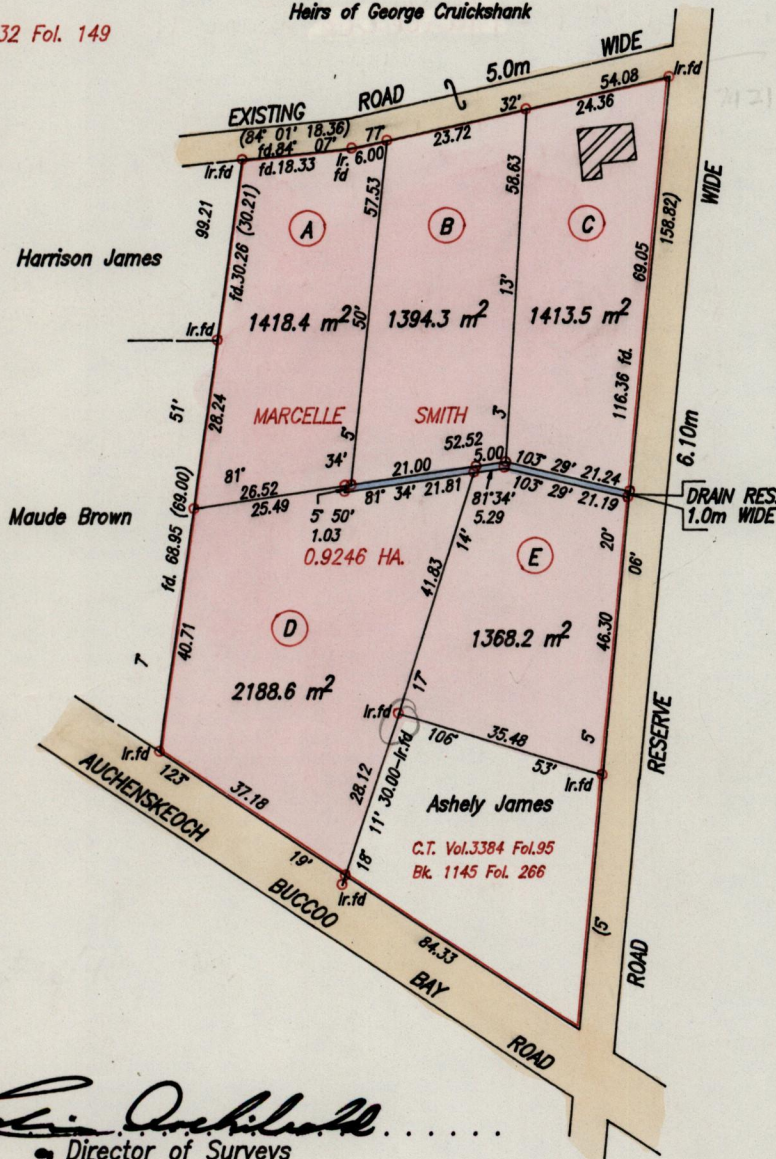 Heirs of George Cruickshank
32 Fol. 149
EXISTING ROAD 5.0m WIDE
(84° 01' 18.36) 77° 32' 54.08 Ir.fd
fd.84° 07' 23.72 24.36
Ir.fd fd.18.33 Ir. fd 6.00
99.21
fd.30.26 (30.21)
57.53
58.63
69.05
158.82)
WIDE
A B C
Harrison James
1418.4 m² 1394.3 m² 1413.5 m²
50'
13'
Ir.fd
116.36 fd.
51'
28.24
MARCELLE SMITH
5°
3°
6.10m
52.52
34'
81°
26.52
25.49
21.00
5.00
103° 29' 21.24
81° 34' 21.81
81°34'
5.29
103° 29' 21.19
DRAIN RES.
1.0m WIDE
Maude Brown
fd. 68.95 (69.00)
5° 50'
1.03
0.9246 HA.
14'
20"
06'
E
41.83
D
1368.2 m²
46.30
40.71
7°
2188.6 m²
17°
Ir.fd
106° 35.48
53'
5°
RESERVE
Ir.fd
Ir.fd
123°
37.18
28.12
11' 30.00-Ir.fd
Ashely James
C.T. Vol.3384 Fol.95
Bk. 1145 Fol. 266
19'
18°
Ir.fd
84.33
(5°
ROAD
AUCHENSKEOCH BUCCOO BAY ROAD
Director of Surveys